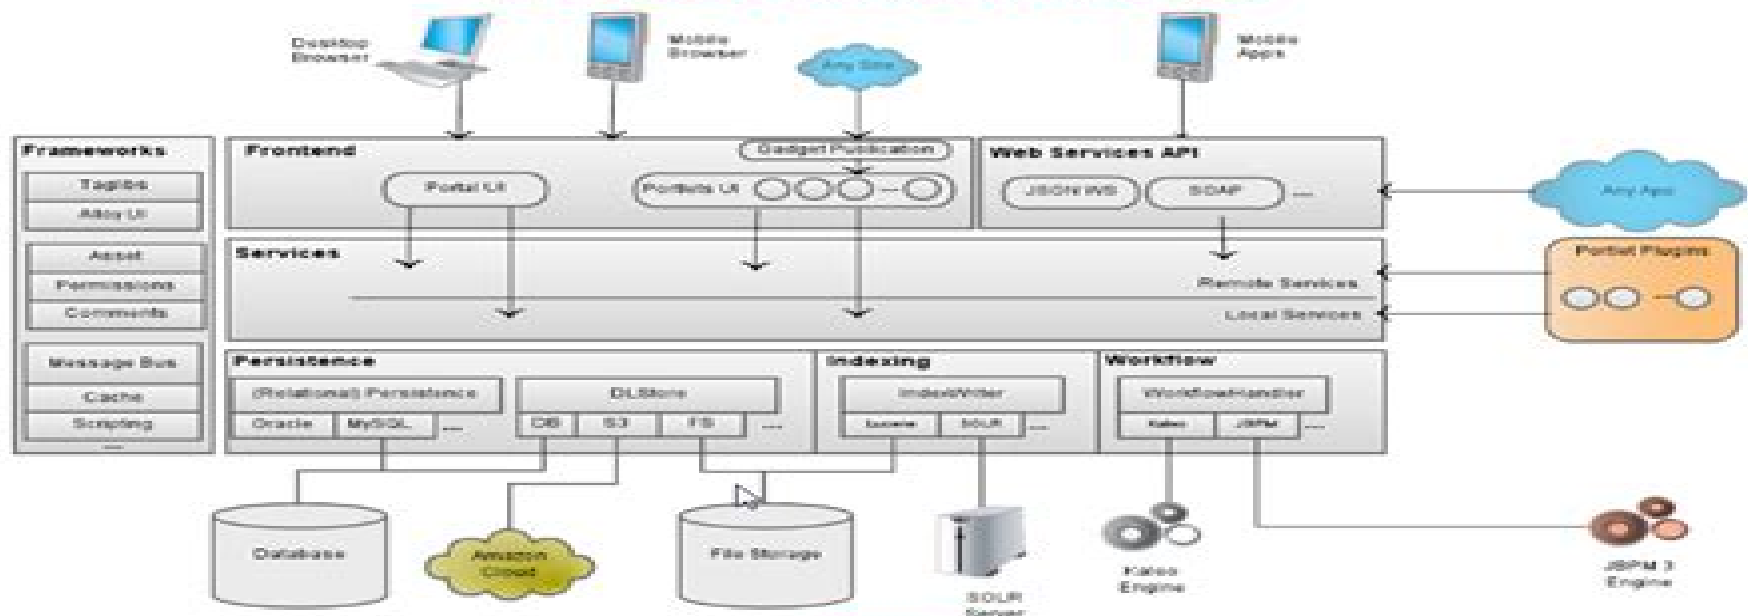 Desktop
Browser
Mobile
Browser
Any Site
Mobile
Apps
Frameworks
Taglibs
Alloy UI
Asset
Permissions
Comments
Message Bus
Cache
Scripting
...
Frontend
Gadget Publication
Portal UI
Portlets UI
Web Services API
JSON WS
SOAP
...
Any App
Services
Remote Services
Local Services
Portlet Plugins
Persistence
(Relational) Persistence
Oracle
MySQL
...
DLStore
DB
S3
FS
...
Indexing
IndexWriter
Lucene
SOLR
...
Workflow
WorkflowHandler
Kaleo
JBPM
...
Database
Amazon
Cloud
File Storage
SOLR
Server
Kaleo
Engine
JBPM 3
Engine